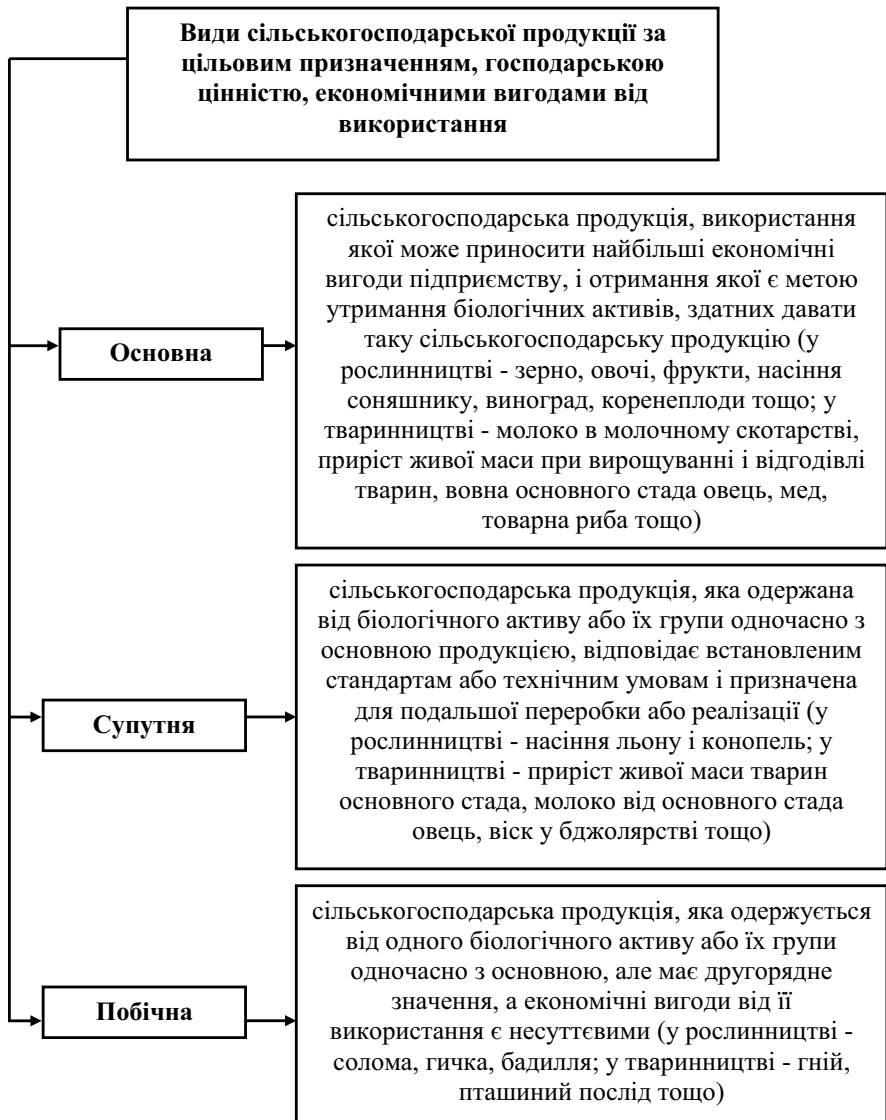 Види сільськогосподарської продукції за
цільовим призначенням, господарською
цінністю, економічними вигодами від
використання
Основна
сільськогосподарська продукція, використання
якої може приносити найбільші економічні
вигоди підприємству, і отримання якої є метою
утримання біологічних активів, здатних давати
таку сільськогосподарську продукцію (у
рослинництві - зерно, овочі, фрукти, насіння
соняшнику, виноград, коренеплоди тощо; у
тваринництві - молоко в молочному скотарстві,
приріст живої маси при вирощуванні і відгодівлі
тварин, вовна основного стада овець, мед,
товарна риба тощо)
Супутня
сільськогосподарська продукція, яка одержана
від біологічного активу або їх групи одночасно з
основною продукцією, відповідає встановленим
стандартам або технічним умовам і призначена
для подальшої переробки або реалізації (у
рослинництві - насіння льону і конопель; у
тваринництві - приріст живої маси тварин
основного стада, молоко від основного стада
овець, віск у бджолярстві тощо)
Побічна
сільськогосподарська продукція, яка одержується
від одного біологічного активу або їх групи
одночасно з основною, але має другорядне
значення, а економічні вигоди від її
використання є несуттєвими (у рослинництві -
солома, гичка, бадилля; у тваринництві - гній,
пташиний послід тощо)